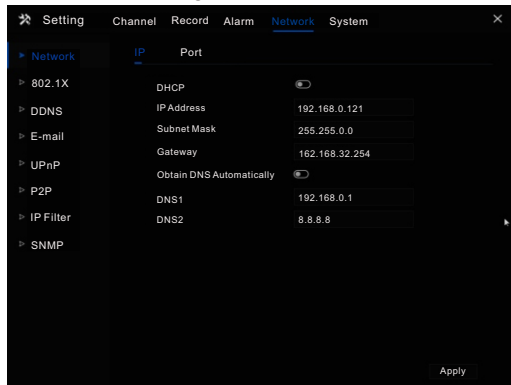 Setting Channel Record Alarm Network System
Network IP Port
802.1X DHCP
IP Address 192.168.0.121
DDNS
Subnet Mask 255.255.0.0
E-mail
Gateway 162.168.32.254
UPnP
Obtain DNS Automatically
P2P
DNS1 192.168.0.1
IP Filter
DNS2 8.8.8.8
SNMP
Apply